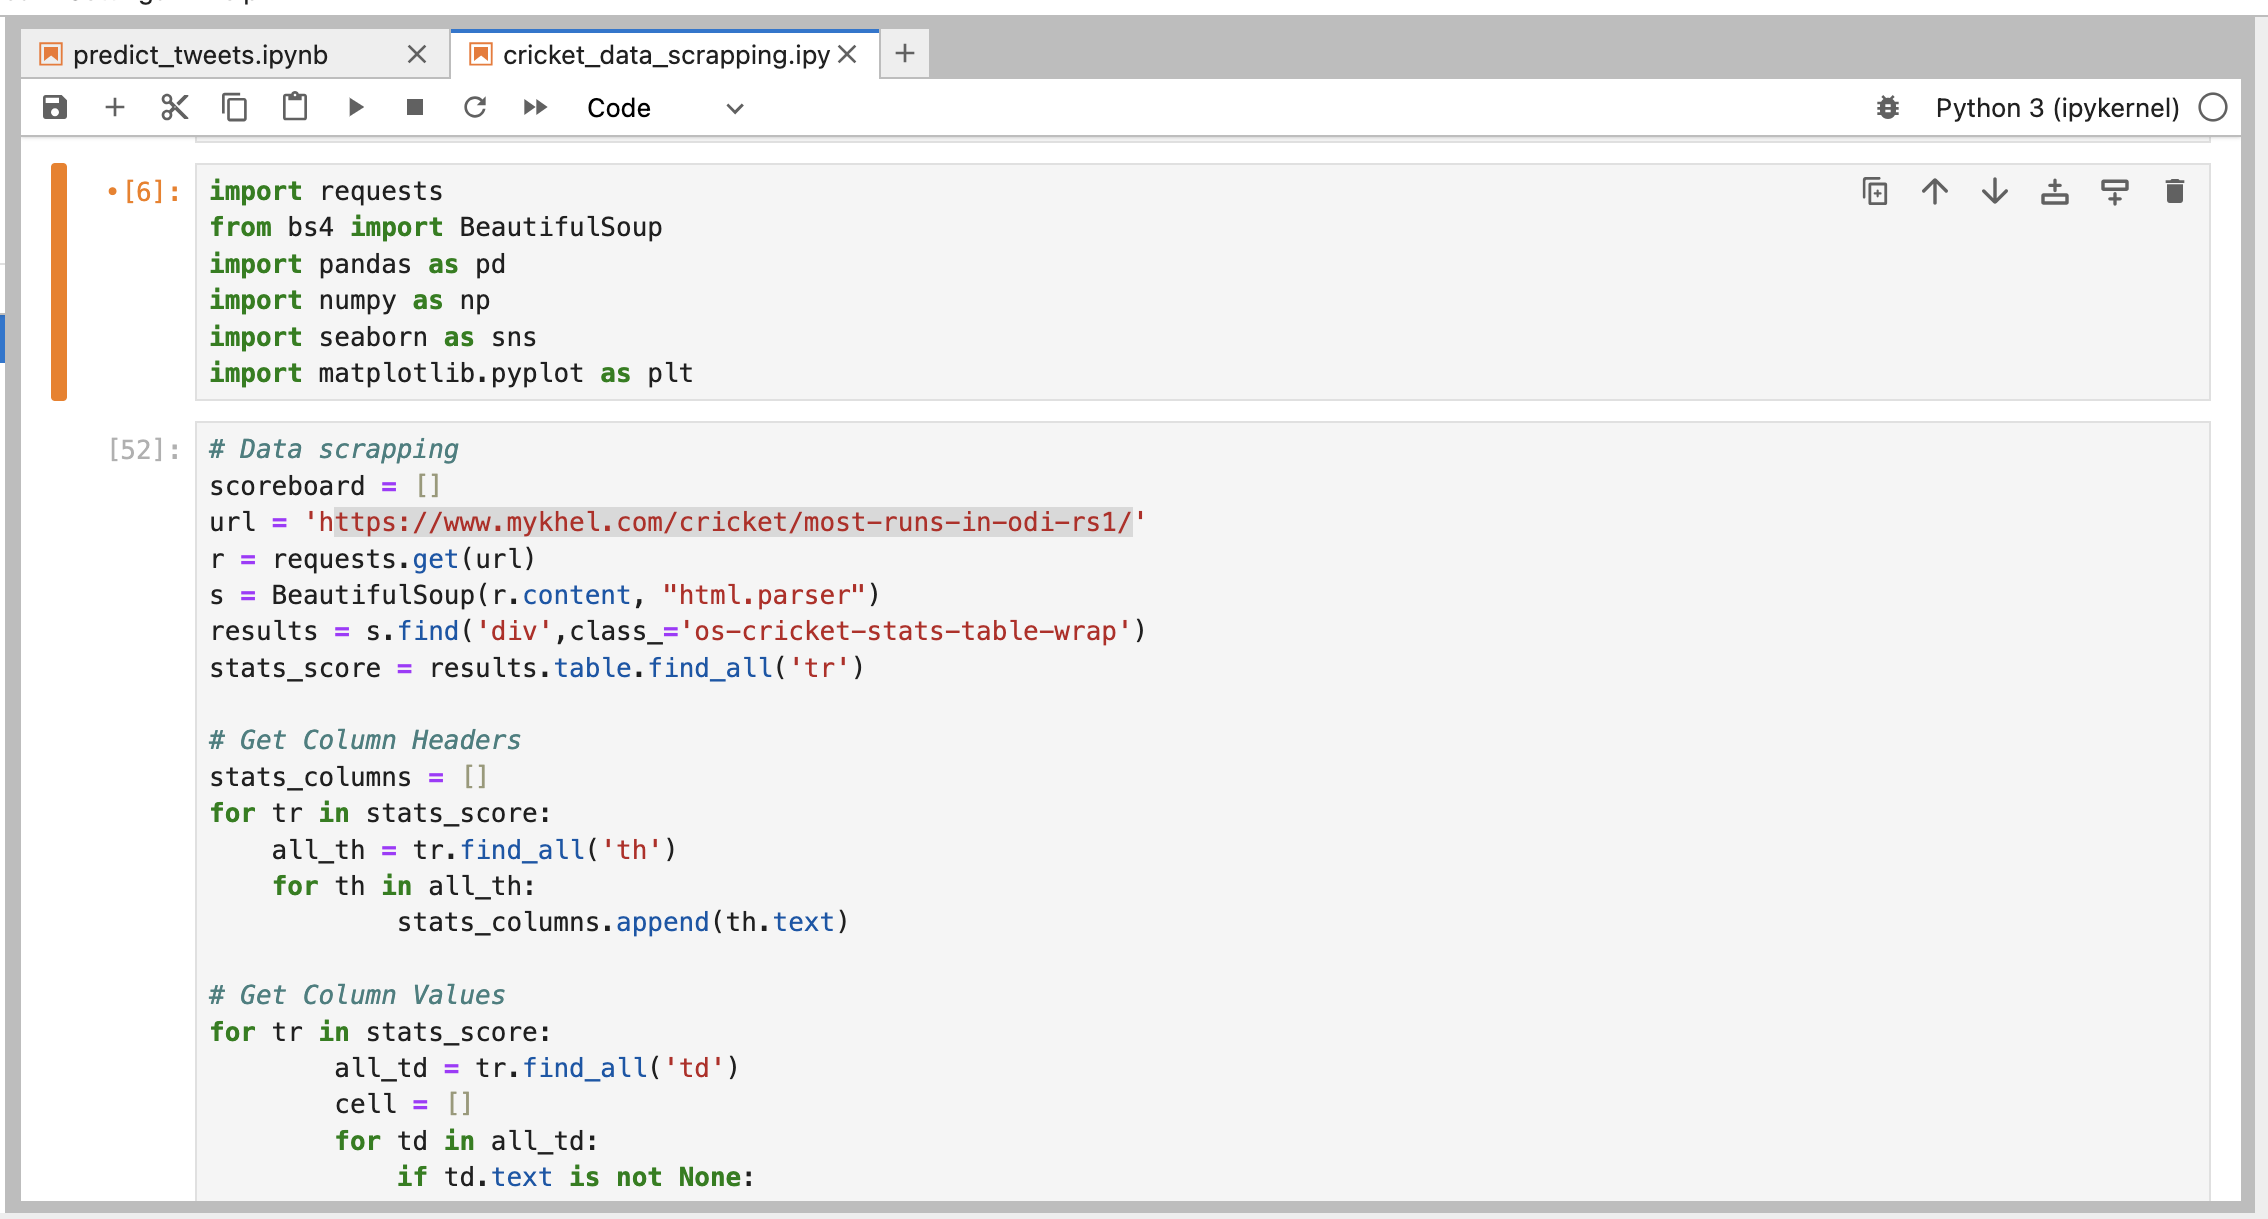 predict_tweets.ipynb
cricket_data_scrapping.ipy
Code
Python 3 (ipykernel)
[6]:
import requests
from bs4 import BeautifulSoup
import pandas as pd
import numpy as np
import seaborn as sns
import matplotlib.pyplot as plt
[52]:
# Data scrapping
scoreboard = []
url = 'https://www.mykhel.com/cricket/most-runs-in-odi-rs1/'
r = requests.get(url)
s = BeautifulSoup(r.content, "html.parser")
results = s.find('div',class_='os-cricket-stats-table-wrap')
stats_score = results.table.find_all('tr')
# Get Column Headers
stats_columns = []
for tr in stats_score:
    all_th = tr.find_all('th')
    for th in all_th:
            stats_columns.append(th.text)
# Get Column Values
for tr in stats_score:
        all_td = tr.find_all('td')
        cell = []
        for td in all_td:
            if td.text is not None: